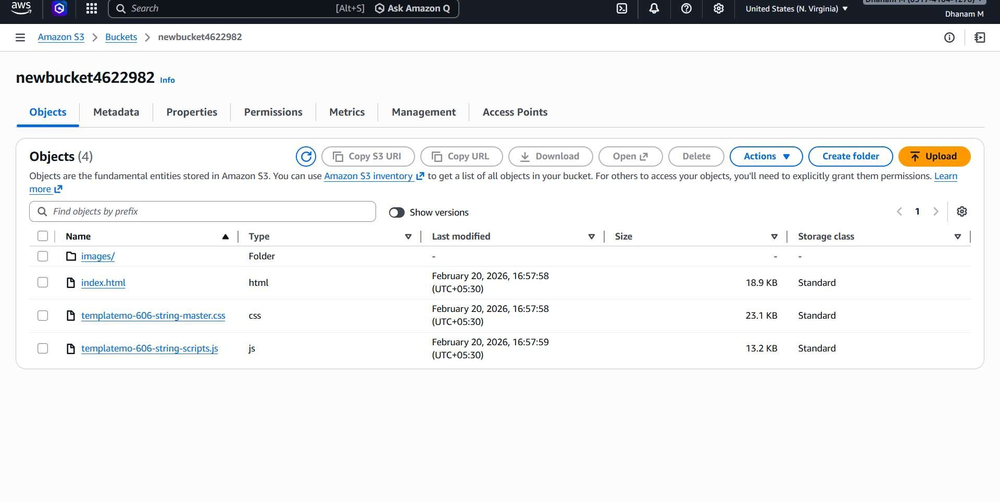 aws
Search [Alt+S] Ask Amazon Q United States (N. Virginia) ▼
Dhanam M
Amazon S3 > Buckets > newbucket4622982
newbucket4622982 Info
Objects Metadata Properties Permissions Metrics Management Access Points
Objects (4) Copy S3 URI Copy URL Download Open Delete Actions ▼ Create folder Upload
Objects are the fundamental entities stored in Amazon S3. You can use Amazon S3 inventory to get a list of all objects in your bucket. For others to access your objects, you'll need to explicitly grant them permissions. Learn
more
Find objects by prefix Show versions 1
Name Type Last modified Size Storage class
images/ Folder - - -
index.html html February 20, 2026, 16:57:58 (UTC+05:30) 18.9 KB Standard
templatemo-606-string-master.css css February 20, 2026, 16:57:58 (UTC+05:30) 23.1 KB Standard
templatemo-606-string-scripts.js js February 20, 2026, 16:57:59 (UTC+05:30) 13.2 KB Standard